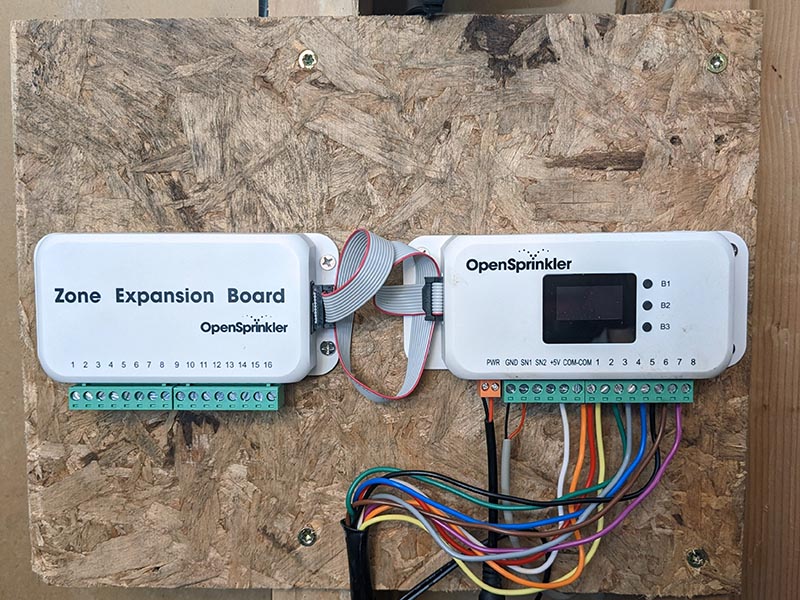 Zone Expansion Board
OpenSprinkler
1 2 3 4 5 6 7 8 9 10 11 12 13 14 15 16
OpenSprinkler
B1
B2
B3
PWR GND SN1 SN2 +5V COM-COM 1 2 3 4 5 6 7 8